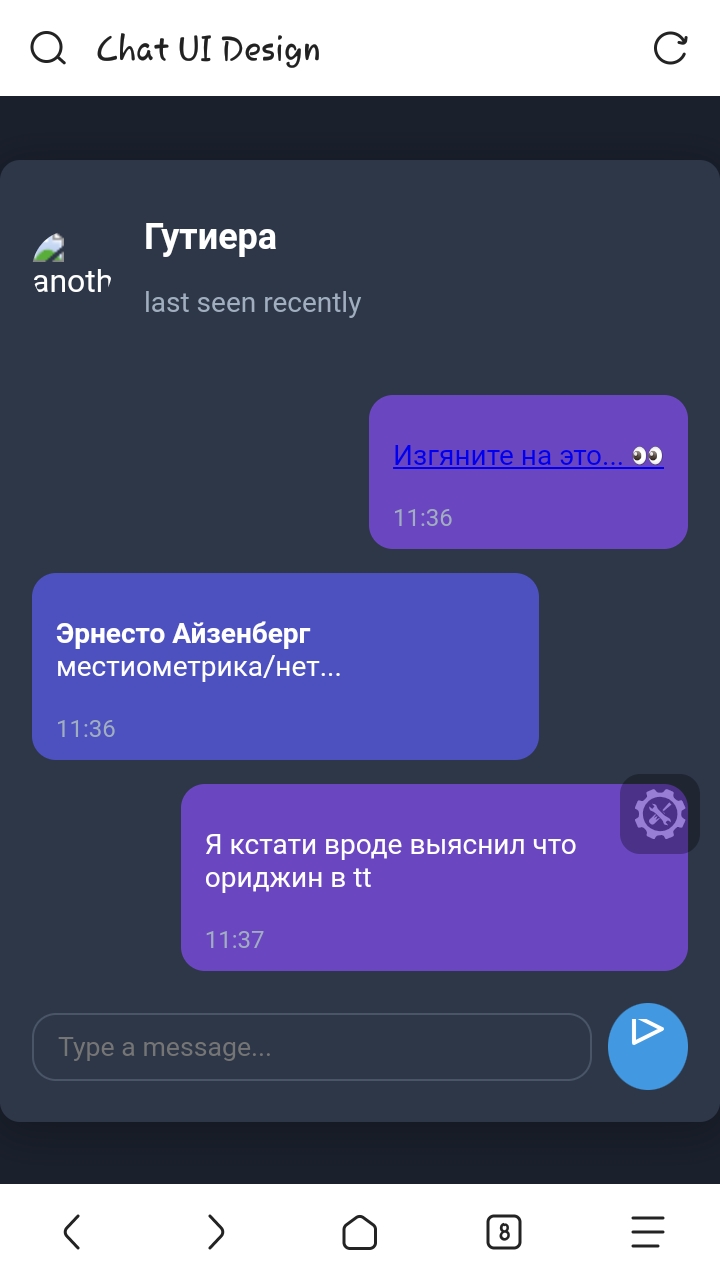 Chat UI Design
anoth
Гутиера
last seen recently
Изгяните на это... 👀
11:36
Эрнесто Айзенберг
местиометрика/нет...
11:36
Я кстати вроде выяснил что
ориджин в tt
11:37
Type a message...
8